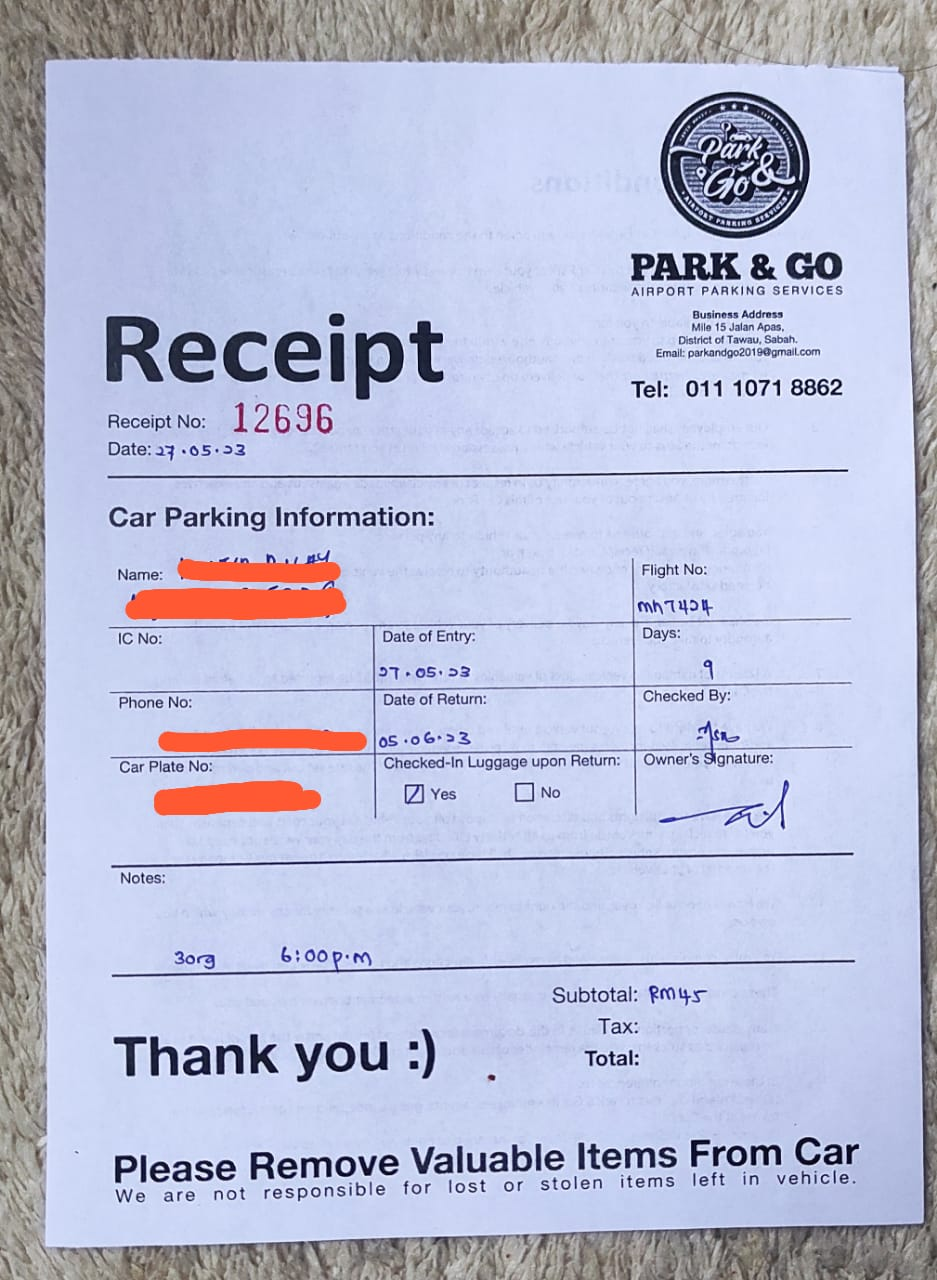 Park & Go
AIRPORT PARKING SERVICES
PARK & GO
AIRPORT PARKING SERVICES
Business Address
Mile 15 Jalan Apas,
District of Tawau, Sabah.
Email: parkandgo2019@gmail.com
Tel: 011 1071 8862
Receipt
Receipt No: 12696
Date: 27.05.23
Car Parking Information:
Name:
Flight No:
MH7424
IC No:
Date of Entry:
27.05.23
Days:
9
Phone No:
Date of Return:
05.06.23
Checked By:
Car Plate No:
Checked-In Luggage upon Return:
Yes No
Owner's Signature:
Notes:
3org 6:00p.m
Subtotal: RM45
Tax:
Total:
Thank you :)
Please Remove Valuable Items From Car
We are not responsible for lost or stolen items left in vehicle.